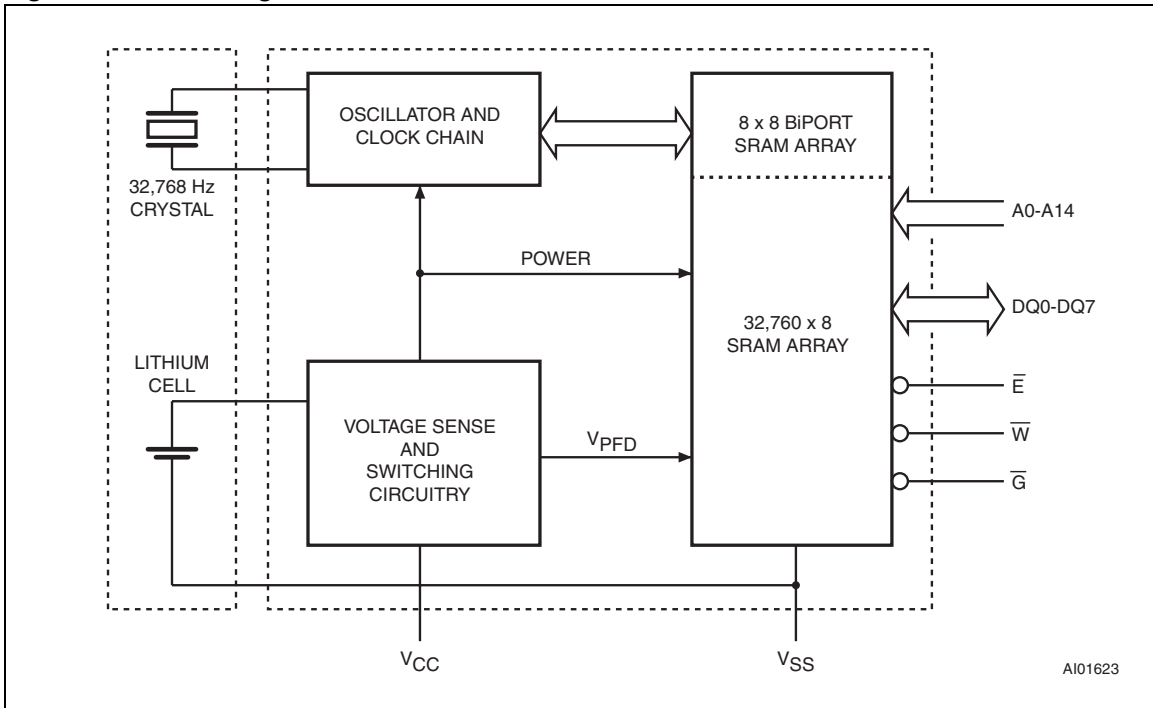 OSCILLATOR AND
CLOCK CHAIN
8 x 8 BiPORT
SRAM ARRAY
32,768 Hz
CRYSTAL
A0-A14
POWER
DQ0-DQ7
32,760 x 8
SRAM ARRAY
LITHIUM
CELL
E̅
VOLTAGE SENSE
AND
SWITCHING
CIRCUITRY
VPFD
W̅
G̅
VCC
VSS
AI01623